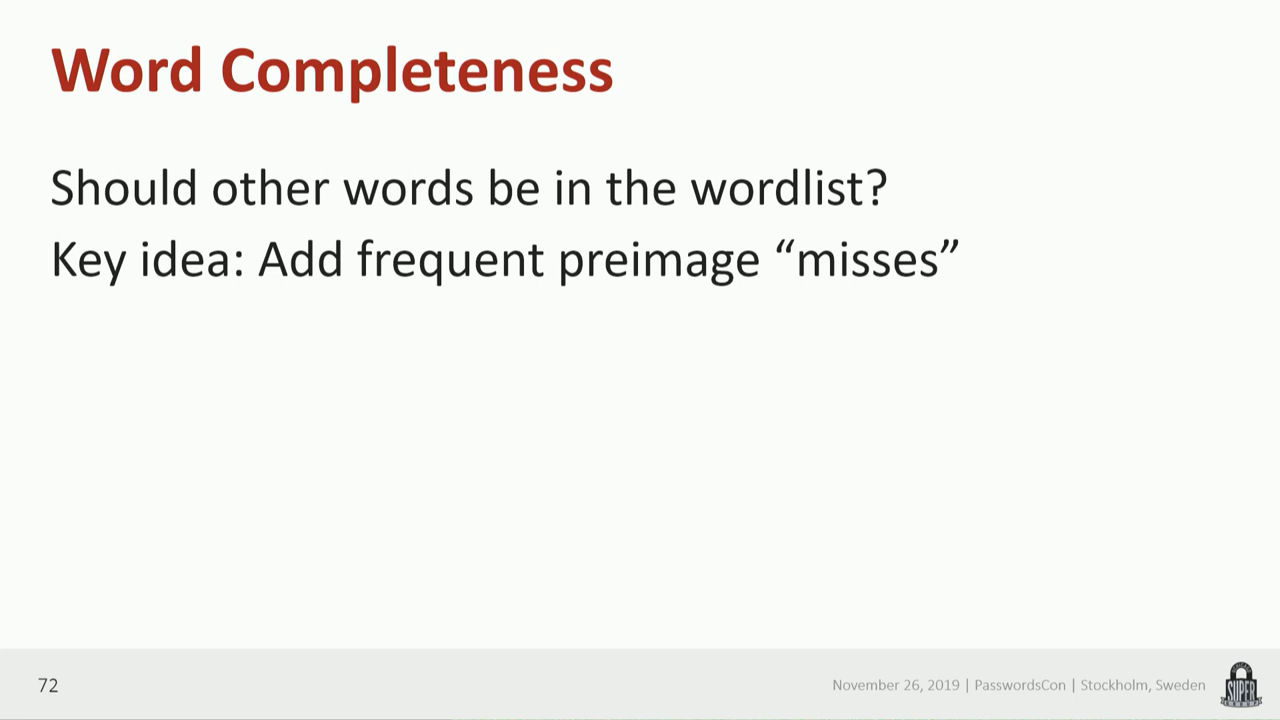 Word Completeness
Should other words be in the wordlist?
Key idea: Add frequent preimage “misses”
72
November 26, 2019 | PasswordsCon | Stockholm, Sweden
SUPER